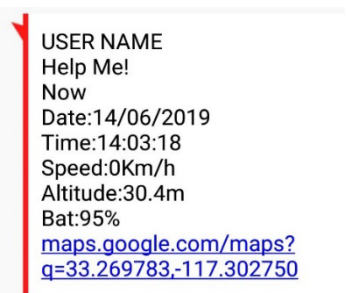 USER NAME
Help Me!
Now
Date:14/06/2019
Time:14:03:18
Speed:0Km/h
Altitude:30.4m
Bat:95%
maps.google.com/maps?
q=33.269783,-117.302750